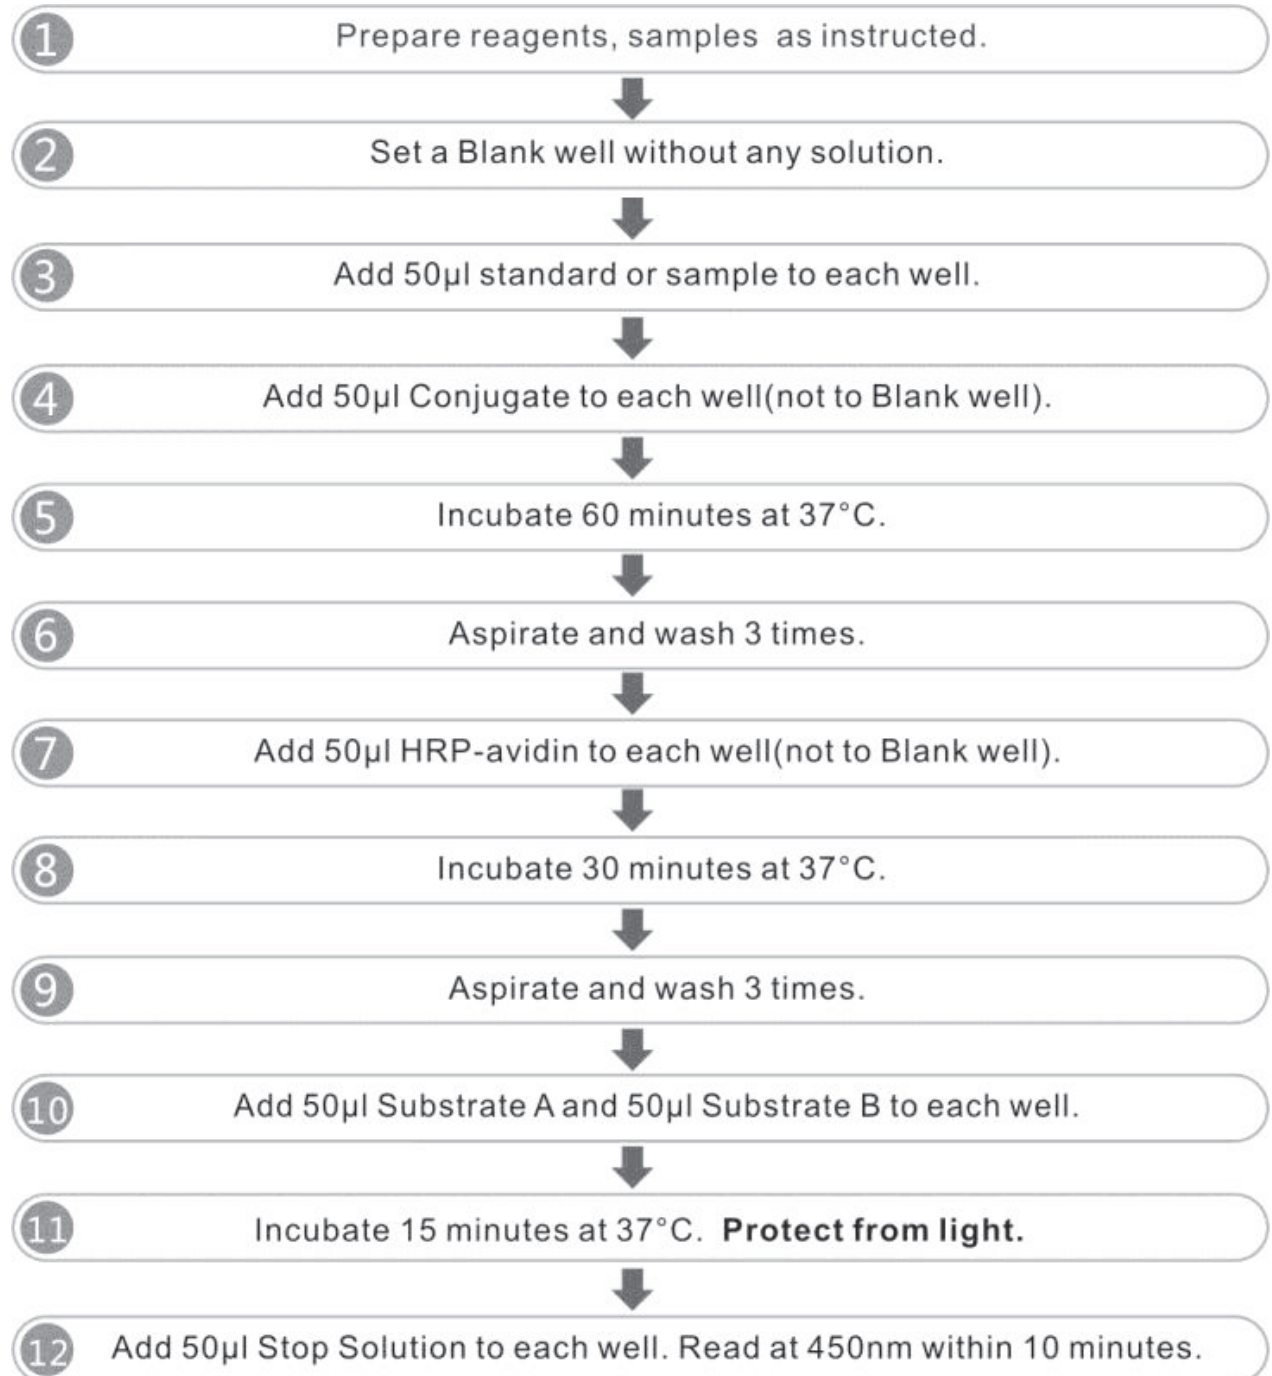 1 Prepare reagents, samples as instructed.
2 Set a Blank well without any solution.
3 Add 50μl standard or sample to each well.
4 Add 50μl Conjugate to each well(not to Blank well).
5 Incubate 60 minutes at 37°C.
6 Aspirate and wash 3 times.
7 Add 50μl HRP-avidin to each well(not to Blank well).
8 Incubate 30 minutes at 37°C.
9 Aspirate and wash 3 times.
10 Add 50μl Substrate A and 50μl Substrate B to each well.
11 Incubate 15 minutes at 37°C. Protect from light.
12 Add 50μl Stop Solution to each well. Read at 450nm within 10 minutes.